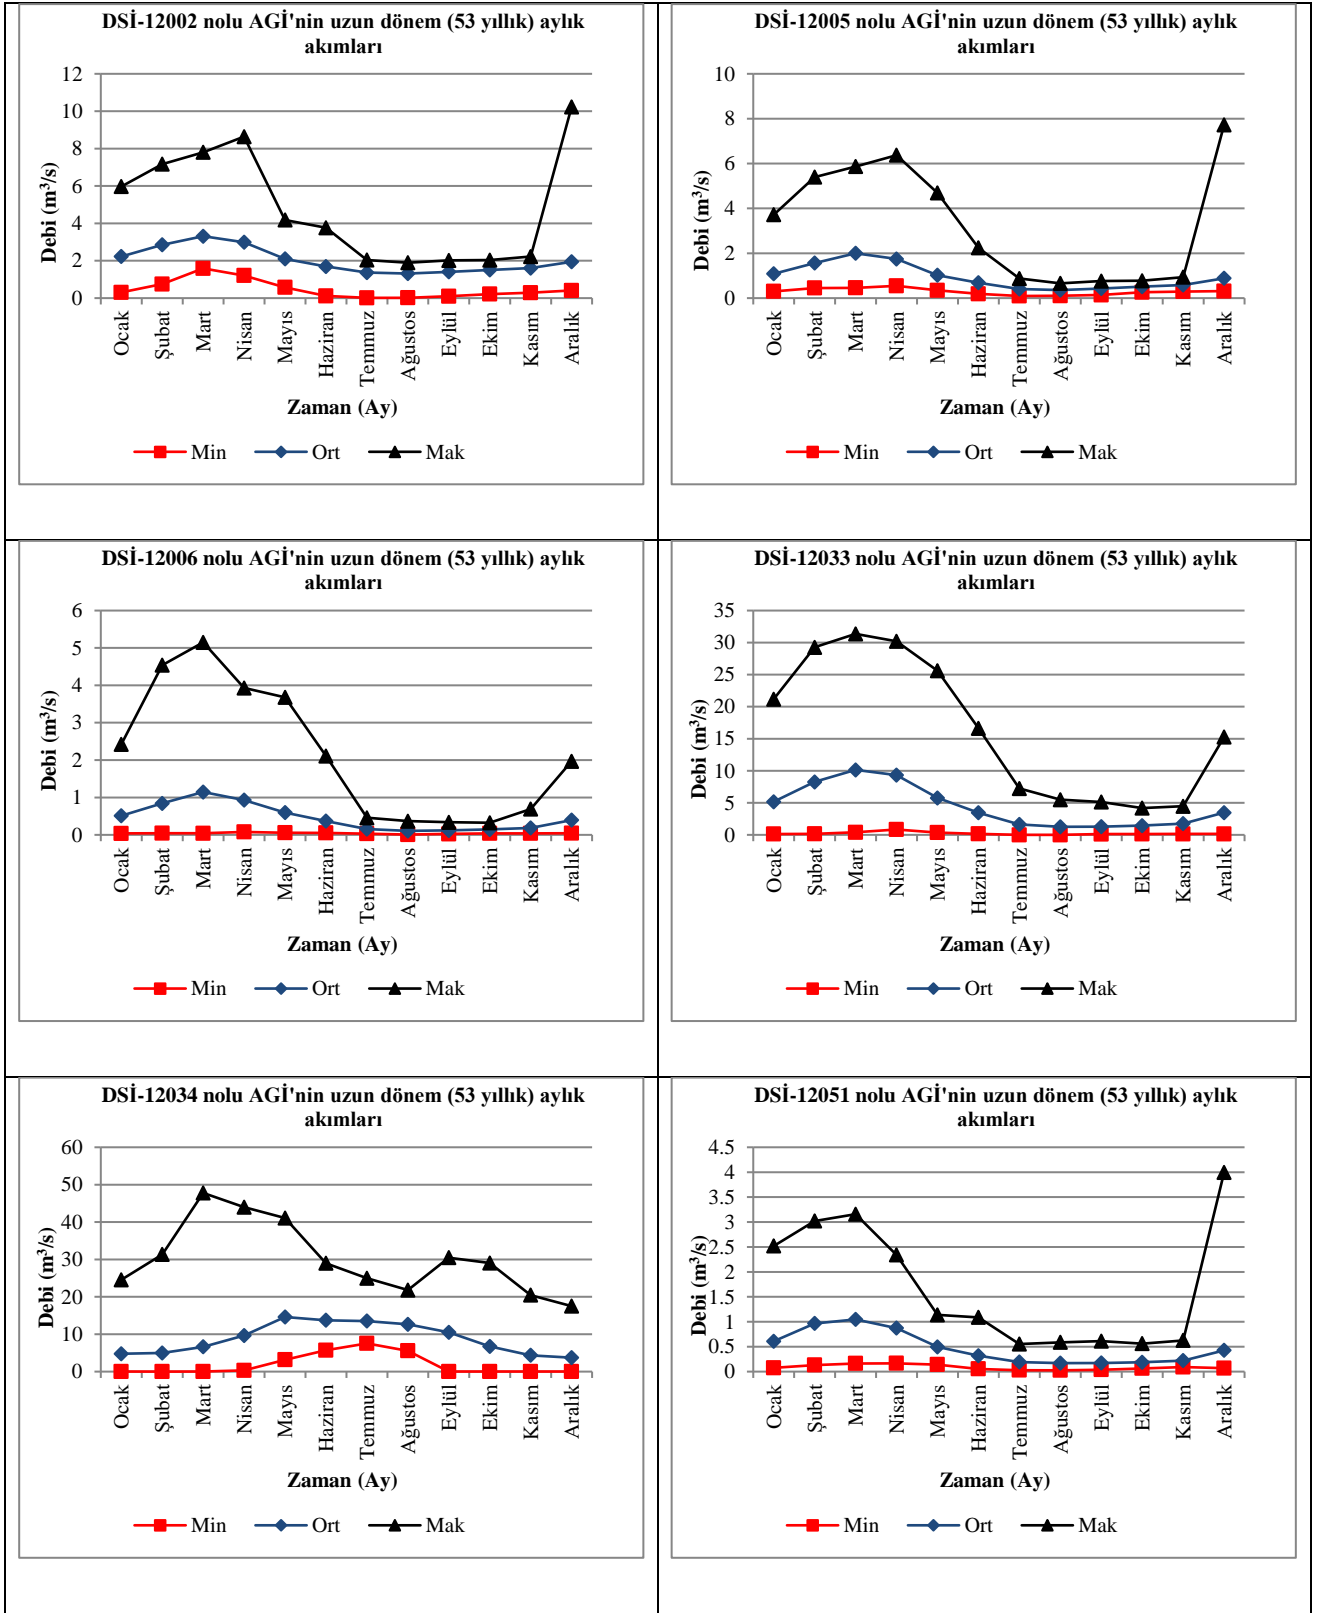 DSİ-12002 nolu AGİ'nin uzun dönem (53 yıllık) aylık
akımları
12
10
8
6
4
2
0
Debi (m³/s)
Ocak
Şubat
Mart
Nisan
Mayıs
Haziran
Temmuz
Ağustos
Eylül
Ekim
Kasım
Aralık
Zaman (Ay)
Min Ort Mak
DSİ-12005 nolu AGİ'nin uzun dönem (53 yıllık) aylık
akımları
10
8
6
4
2
0
Debi (m³/s)
Ocak
Şubat
Mart
Nisan
Mayıs
Haziran
Temmuz
Ağustos
Eylül
Ekim
Kasım
Aralık
Zaman (Ay)
Min Ort Mak
DSİ-12006 nolu AGİ'nin uzun dönem (53 yıllık) aylık
akımları
6
5
4
3
2
1
0
Debi (m³/s)
Ocak
Şubat
Mart
Nisan
Mayıs
Haziran
Temmuz
Ağustos
Eylül
Ekim
Kasım
Aralık
Zaman (Ay)
Min Ort Mak
DSİ-12033 nolu AGİ'nin uzun dönem (53 yıllık) aylık
akımları
35
30
25
20
15
10
5
0
Debi (m³/s)
Ocak
Şubat
Mart
Nisan
Mayıs
Haziran
Temmuz
Ağustos
Eylül
Ekim
Kasım
Aralık
Zaman (Ay)
Min Ort Mak
DSİ-12034 nolu AGİ'nin uzun dönem (53 yıllık) aylık
akımları
60
50
40
30
20
10
0
Debi (m³/s)
Ocak
Şubat
Mart
Nisan
Mayıs
Haziran
Temmuz
Ağustos
Eylül
Ekim
Kasım
Aralık
Zaman (Ay)
Min Ort Mak
DSİ-12051 nolu AGİ'nin uzun dönem (53 yıllık) aylık
akımları
4.5
4
3.5
3
2.5
2
1.5
1
0.5
0
Debi (m³/s)
Ocak
Şubat
Mart
Nisan
Mayıs
Haziran
Temmuz
Ağustos
Eylül
Ekim
Kasım
Aralık
Zaman (Ay)
Min Ort Mak